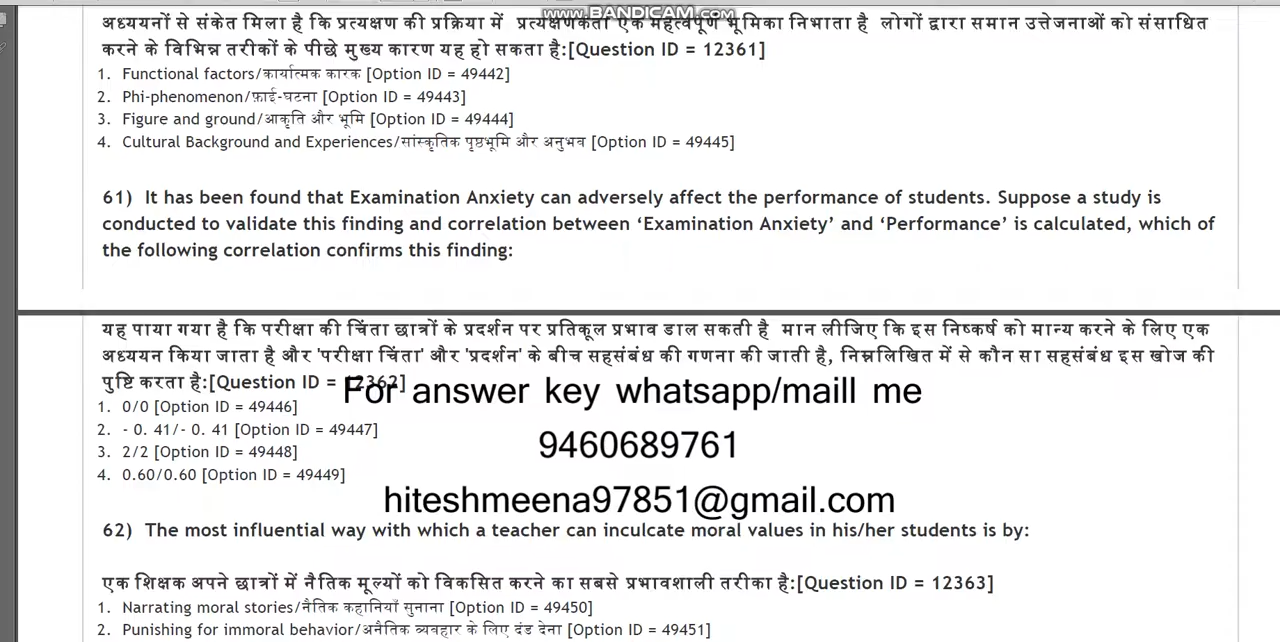 www.BANDICAM.com
अध्ययनों से संकेत मिला है कि प्रत्यक्षण की प्रक्रिया में प्रत्यक्षणकर्ता एक महत्वपूर्ण भूमिका निभाता है लोगों द्वारा समान उत्तेजनाओं को संसाधित
करने के विभिन्न तरीकों के पीछे मुख्य कारण यह हो सकता है:[Question ID = 12361]
1. Functional factors/कार्यात्मक कारक [Option ID = 49442]
2. Phi-phenomenon/फ़ाई-घटना [Option ID = 49443]
3. Figure and ground/आकृति और भूमि [Option ID = 49444]
4. Cultural Background and Experiences/सांस्कृतिक पृष्ठभूमि और अनुभव [Option ID = 49445]
61) It has been found that Examination Anxiety can adversely affect the performance of students. Suppose a study is
conducted to validate this finding and correlation between ‘Examination Anxiety’ and ‘Performance’ is calculated, which of
the following correlation confirms this finding:
यह पाया गया है कि परीक्षा की चिंता छात्रों के प्रदर्शन पर प्रतिकूल प्रभाव डाल सकती है मान लीजिए कि इस निष्कर्ष को मान्य करने के लिए एक
अध्ययन किया जाता है और 'परीक्षा चिंता' और 'प्रदर्शन' के बीच सहसंबंध की गणना की जाती है, निम्नलिखित में से कौन सा सहसंबंध इस खोज की
पुष्टि करता है:[Question ID = 12362]
For answer key whatsapp/maill me
1. 0/0 [Option ID = 49446]
2. - 0. 41/- 0. 41 [Option ID = 49447]
9460689761
3. 2/2 [Option ID = 49448]
4. 0.60/0.60 [Option ID = 49449]
hiteshmeena97851@gmail.com
62) The most influential way with which a teacher can inculcate moral values in his/her students is by:
एक शिक्षक अपने छात्रों में नैतिक मूल्यों को विकसित करने का सबसे प्रभावशाली तरीका है:[Question ID = 12363]
1. Narrating moral stories/नैतिक कहानियाँ सुनाना [Option ID = 49450]
2. Punishing for immoral behavior/अनैतिक व्यवहार के लिए दंड देना [Option ID = 49451]